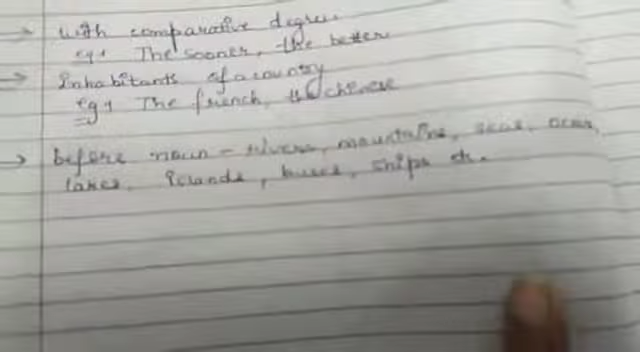 → with comparative degree
eg: The sooner, the better
→ Inhabitants of a country
eg: The french, the chinese
→ before noun - rivers, mountains, seas, ocean,
lakes, Islands, buses, ships etc.